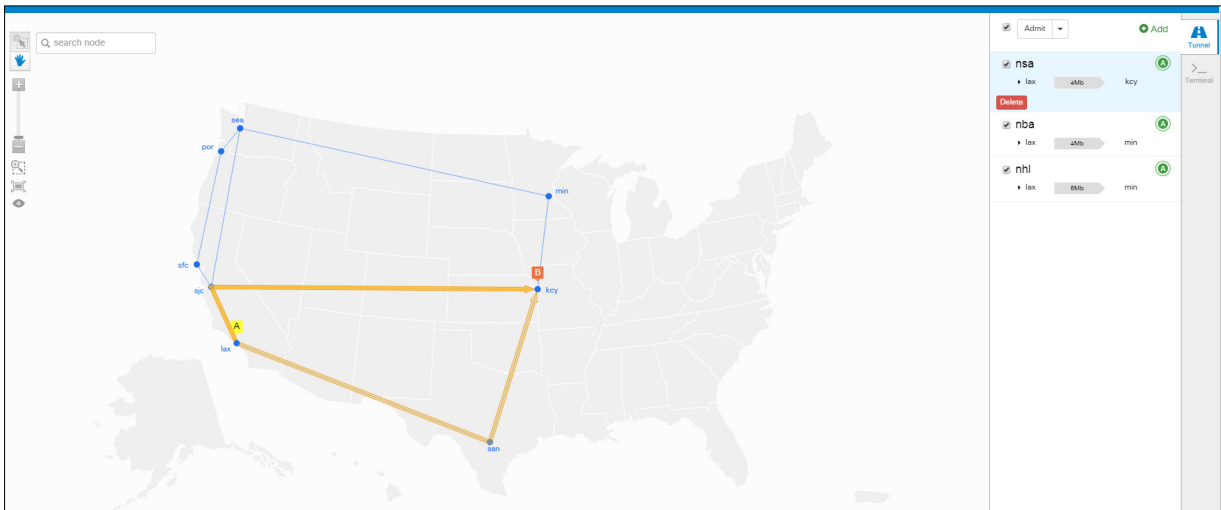 search node
sea
por
min
sfc
sjc
B
kcy
A
lax
san
Admit
Add
nsa
A
lax 4Mb kcy
Delete
nba
A
lax 4Mb min
nhl
A
lax 6Mb min
Tunnel
Terminal